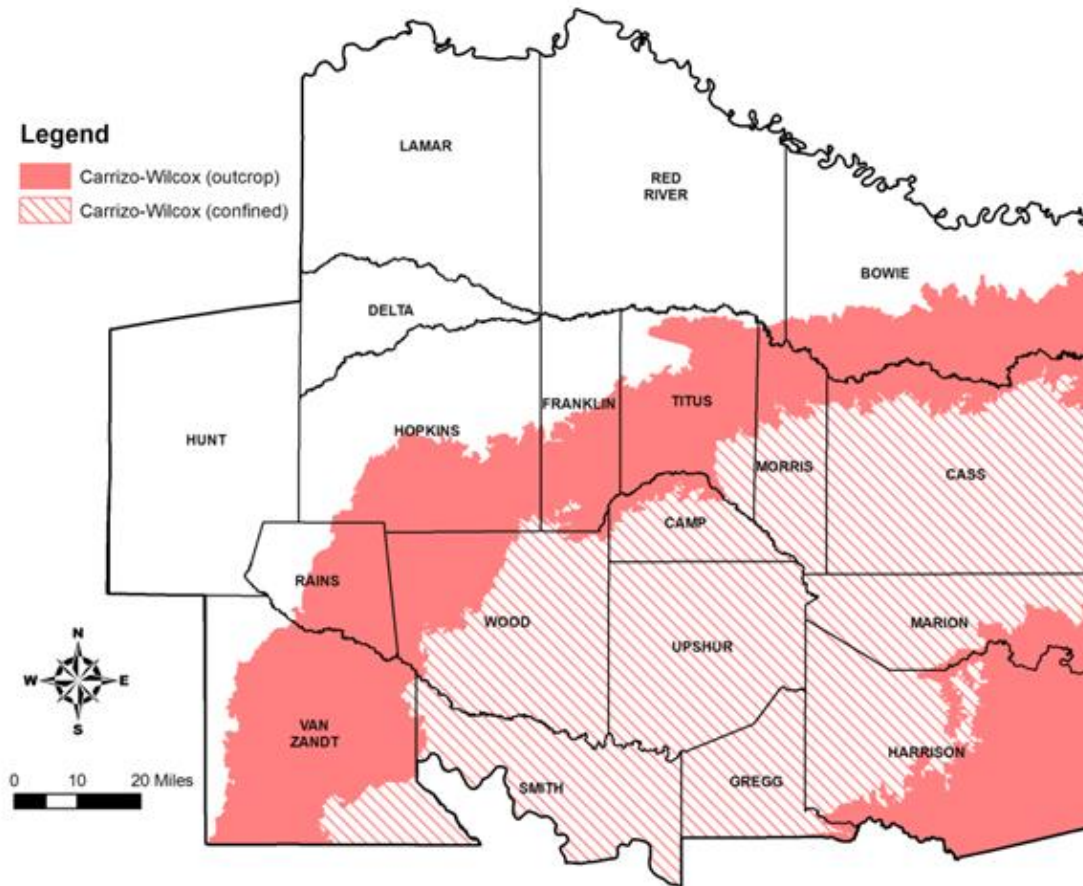 Legend
Carrizo-Wilcox (outcrop)
Carrizo-Wilcox (confined)
LAMAR
RED
RIVER
BOWIE
DELTA
HUNT
HOPKINS
FRANKLIN
TITUS
MORRIS
CASS
CAMP
RAINS
WOOD
UPSHUR
MARION
VAN
ZANDT
SMITH
GREGG
HARRISON
N
W E
S
0 10 20 Miles